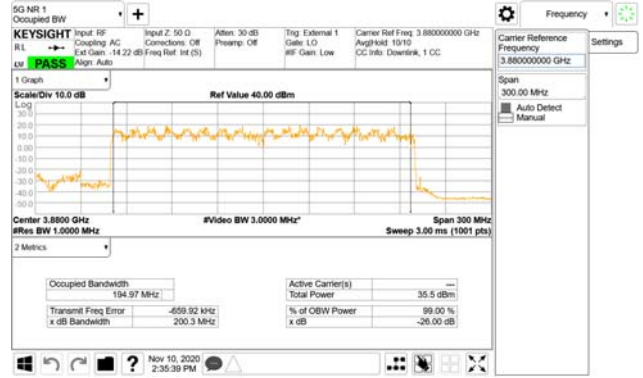 5G NR 1
Occupied BW
Frequency
KEYSIGHT
RL
LW PASS
Input: RF
Coupling: AC
Ext Gain: -14.22 dB
Align: Auto
Input Z: 50 Ω
Corrections: Off
Freq Ref: Int (S)
Atten: 30 dB
Preamp: Off
Trig: External 1
Gate: LO
#IF Gain: Low
Carrier Ref Freq: 3.880000000 GHz
Avg|Hold: 10/10
CC Info: Downlink, 1 CC
Carrier Reference
Frequency
3.880000000 GHz
Settings
Span
300.00 MHz
Auto Detect
Manual
1 Graph
Scale/Div 10.0 dB
Ref Value 40.00 dBm
Log
30.0
20.0
10.0
0.00
-10.0
-20.0
-30.0
-40.0
-50.0
Center 3.8800 GHz
#Video BW 3.0000 MHz*
Span 300 MHz
#Res BW 1.0000 MHz
Sweep 3.00 ms (1001 pts)
2 Metrics
Occupied Bandwidth
194.97 MHz
Active Carrier(s) ---
Total Power 35.5 dBm
Transmit Freq Error -659.92 kHz
x dB Bandwidth 200.3 MHz
% of OBW Power 99.00 %
x dB -26.00 dB
Nov 10, 2020
2:35:39 PM